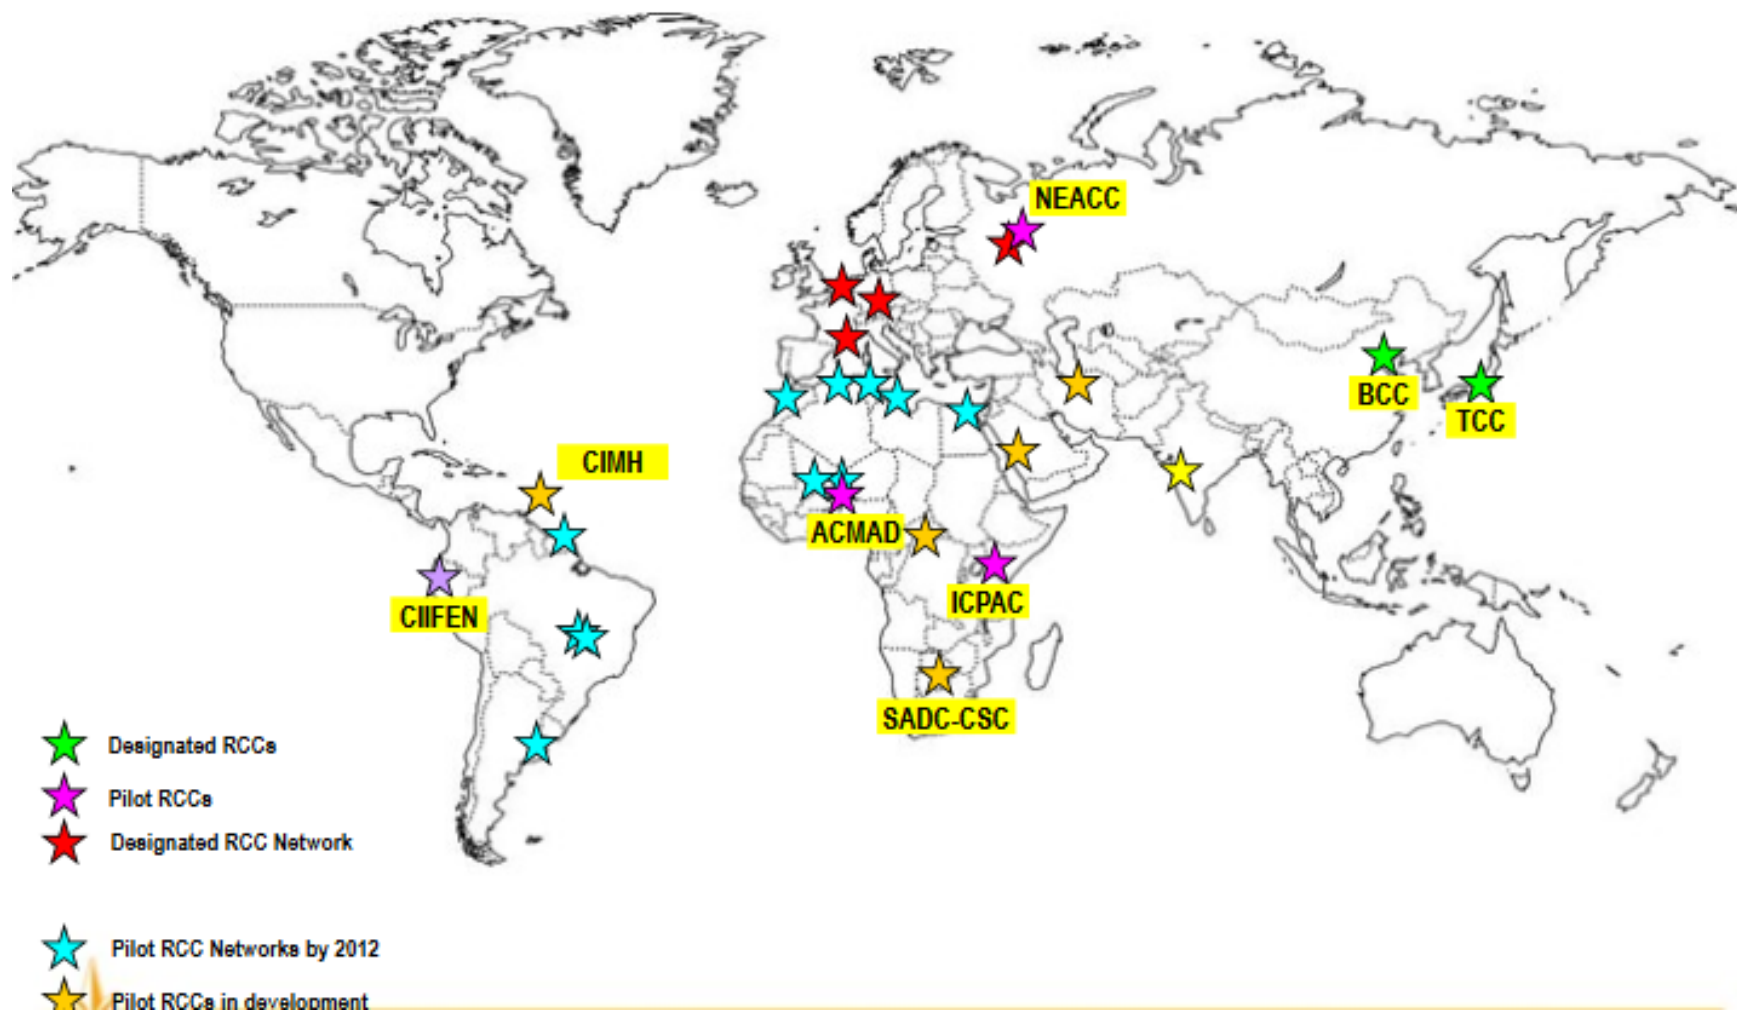 NEACC
BCC
TCC
CIMH
ACMAD
CIIFEN
ICPAC
SADC-CSC
Designated RCCs
Pilot RCCs
Designated RCC Network
Pilot RCC Networks by 2012
Pilot RCCs in development